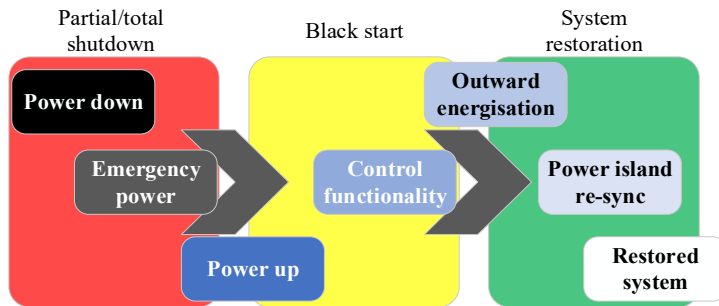 Partial/total
shutdown
Black start
System
restoration
Power down
Emergency
power
Power up
Control
functionality
Outward
energisation
Power island
re-sync
Restored
system